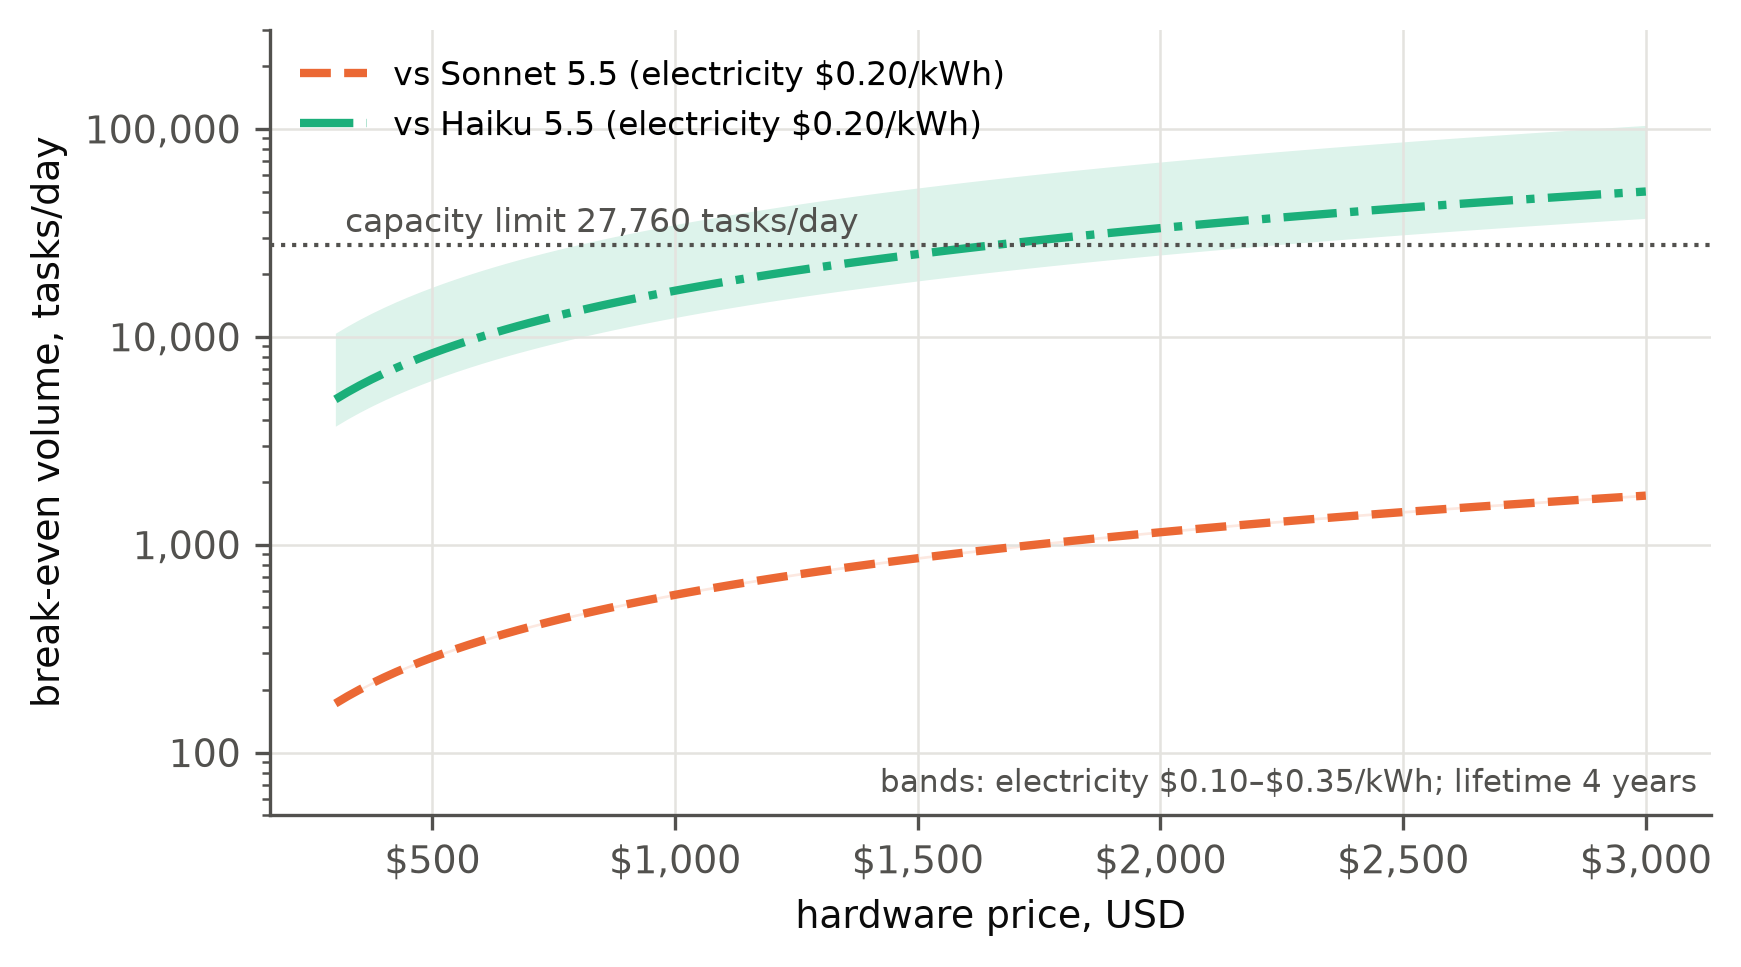 vs Sonnet 5.5 (electricity $0.20/kWh)
vs Haiku 5.5 (electricity $0.20/kWh)
capacity limit 27,760 tasks/day
bands: electricity $0.10–$0.35/kWh; lifetime 4 years
break-even volume, tasks/day
100,000
10,000
1,000
100
$500
$1,000
$1,500
$2,000
$2,500
$3,000
hardware price, USD